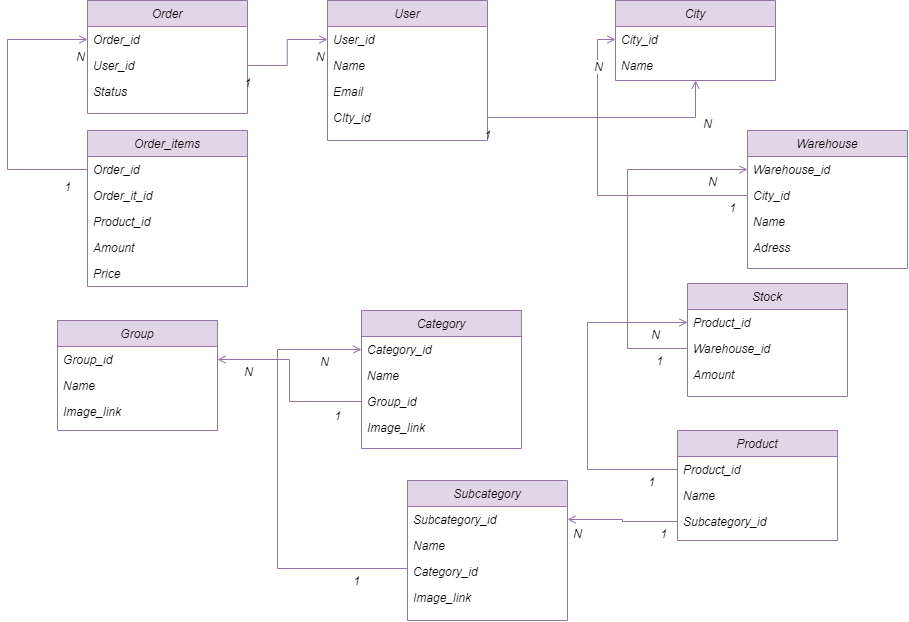 Order
Order_id
User_id
Status
N
1
User
User_id
Name
Email
CIty_id
N
1
City
City_id
Name
N
N
Order_items
Order_id
Order_it_id
Product_id
Amount
Price
1
Warehouse
Warehouse_id
City_id
Name
Adress
N
1
Stock
Product_id
Warehouse_id
Amount
N
1
Group
Group_id
Name
Image_link
N
Category
Category_id
Name
Group_id
Image_link
N
1
Product
Product_id
Name
Subcategory_id
1
1
Subcategory
Subcategory_id
Name
Category_id
Image_link
N
1